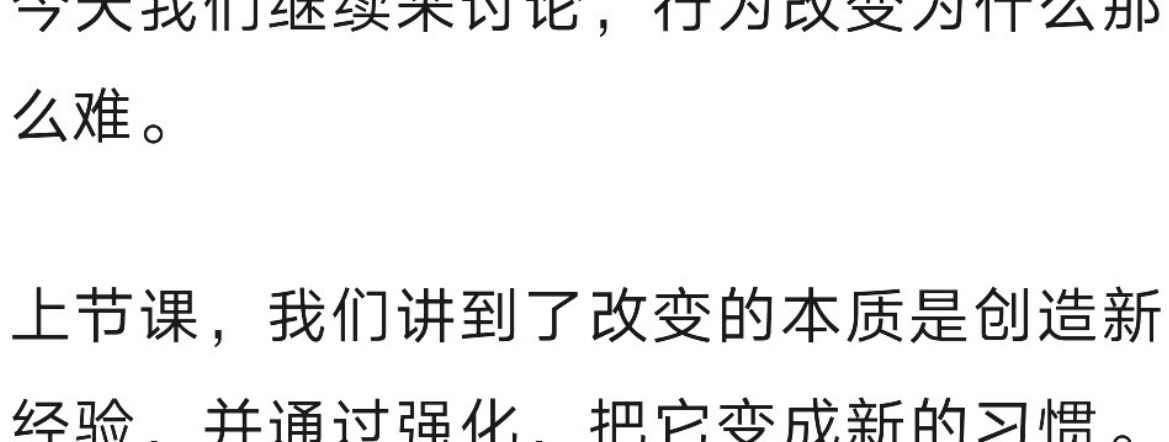 今天我们继续来讨论，行为改变为什么那
么难。
上节课，我们讲到了改变的本质是创造新
经验，并通过强化，把它变成新的习惯。